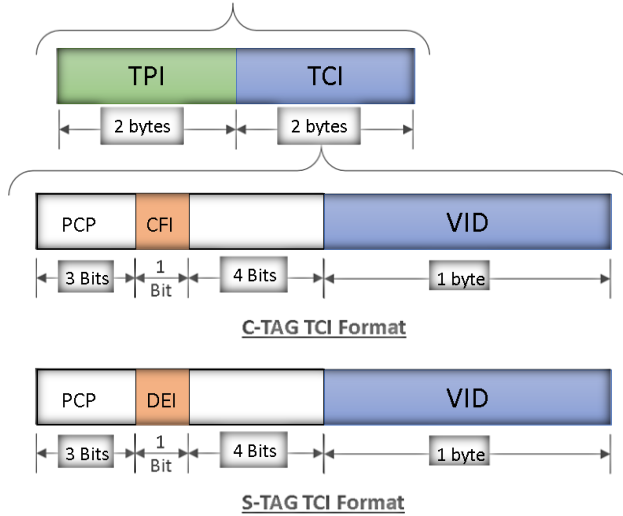 TPI TCI
2 bytes 2 bytes
PCP CFI VID
3 Bits 1 Bit 4 Bits 1 byte
C-TAG TCI Format
PCP DEI VID
3 Bits 1 Bit 4 Bits 1 byte
S-TAG TCI Format